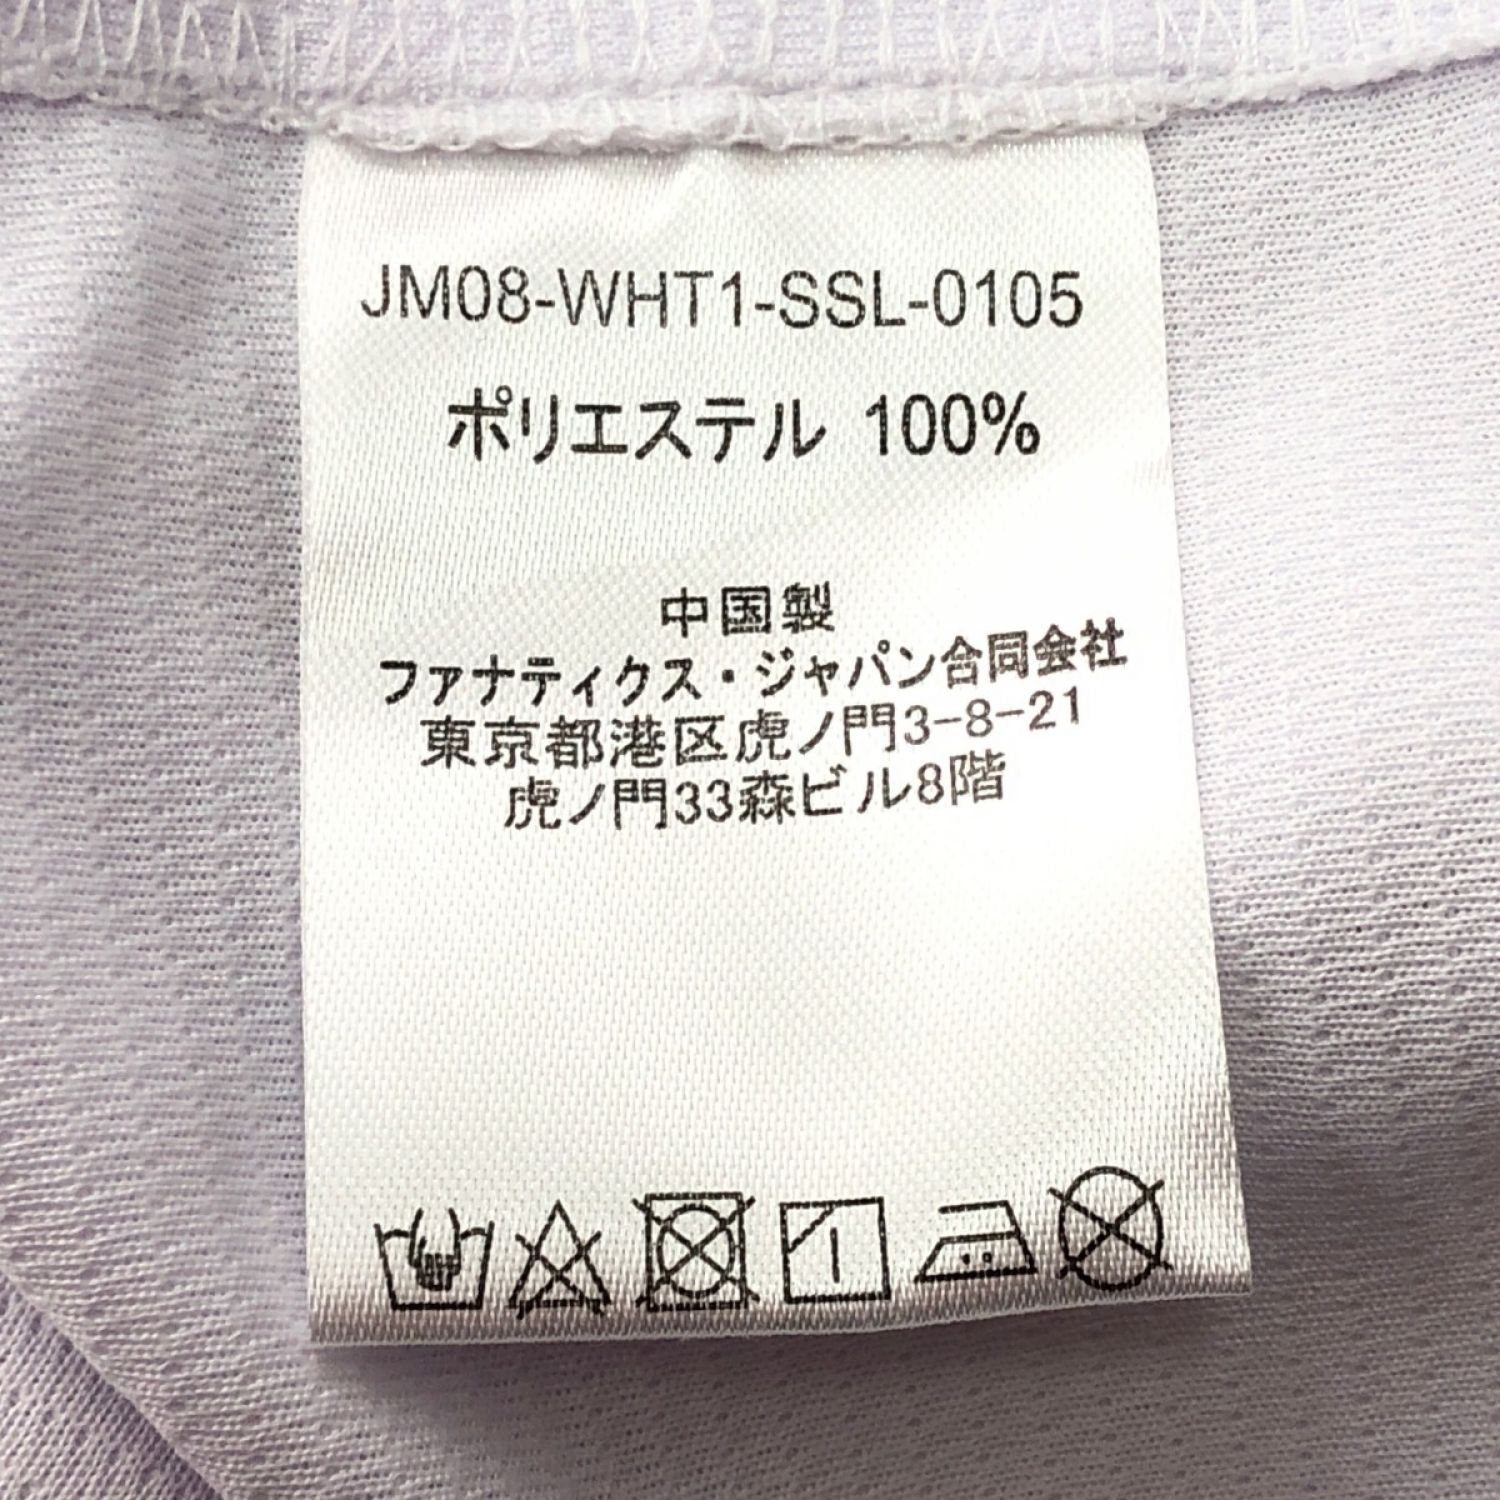 JM08-WHT1-SSL-0105
ポリエステル 100%
中国製
ファナティクス・ジャパン合同会社
東京都港区虎ノ門3-8-21
虎ノ門33森ビル8階